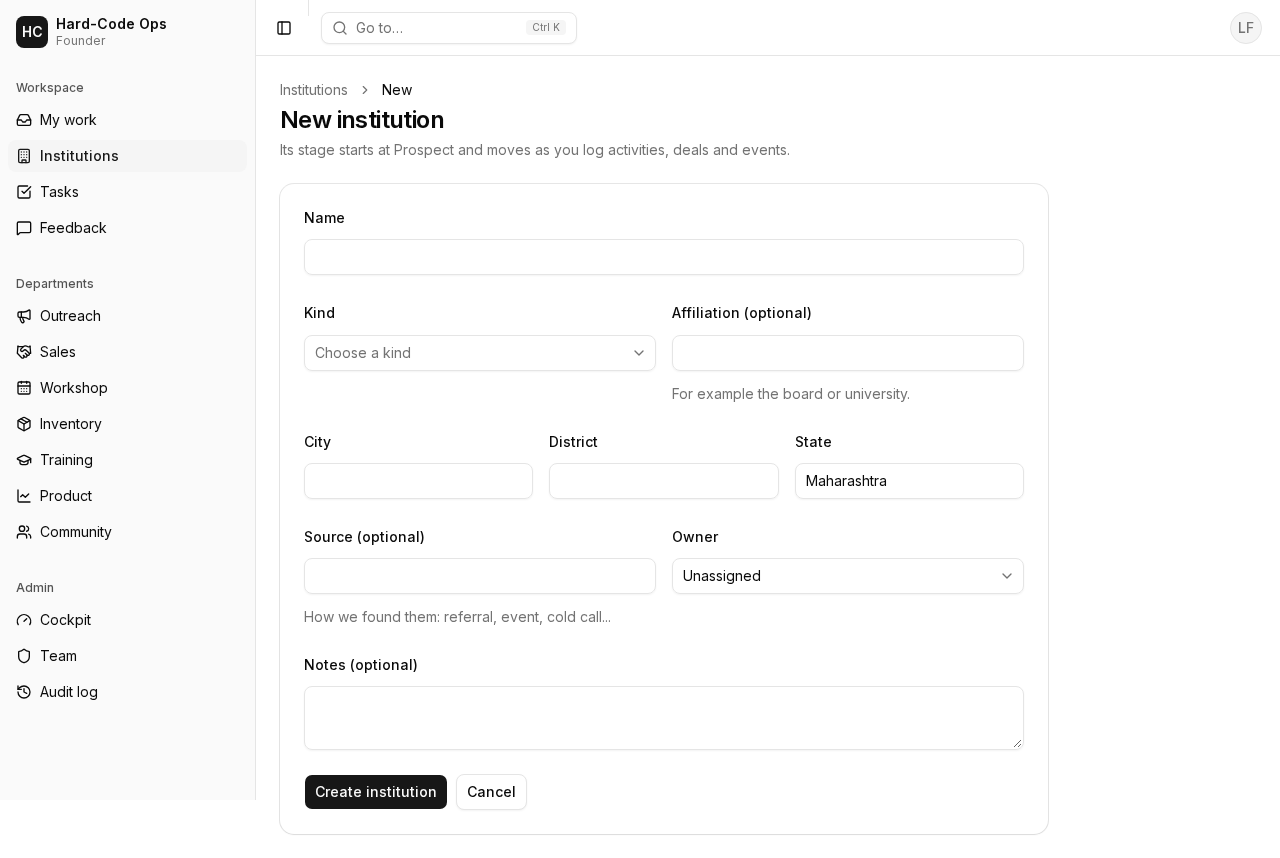 HC
Hard-Code Ops
Founder
Workspace
My work
Institutions
Tasks
Feedback
Departments
Outreach
Sales
Workshop
Inventory
Training
Product
Community
Admin
Cockpit
Team
Audit log
Go to… Ctrl K
LF
Institutions New
New institution
Its stage starts at Prospect and moves as you log activities, deals and events.
Name
Kind Affiliation (optional)
Choose a kind
For example the board or university.
City District State
Maharashtra
Source (optional) Owner
Unassigned
How we found them: referral, event, cold call...
Notes (optional)
Create institution Cancel